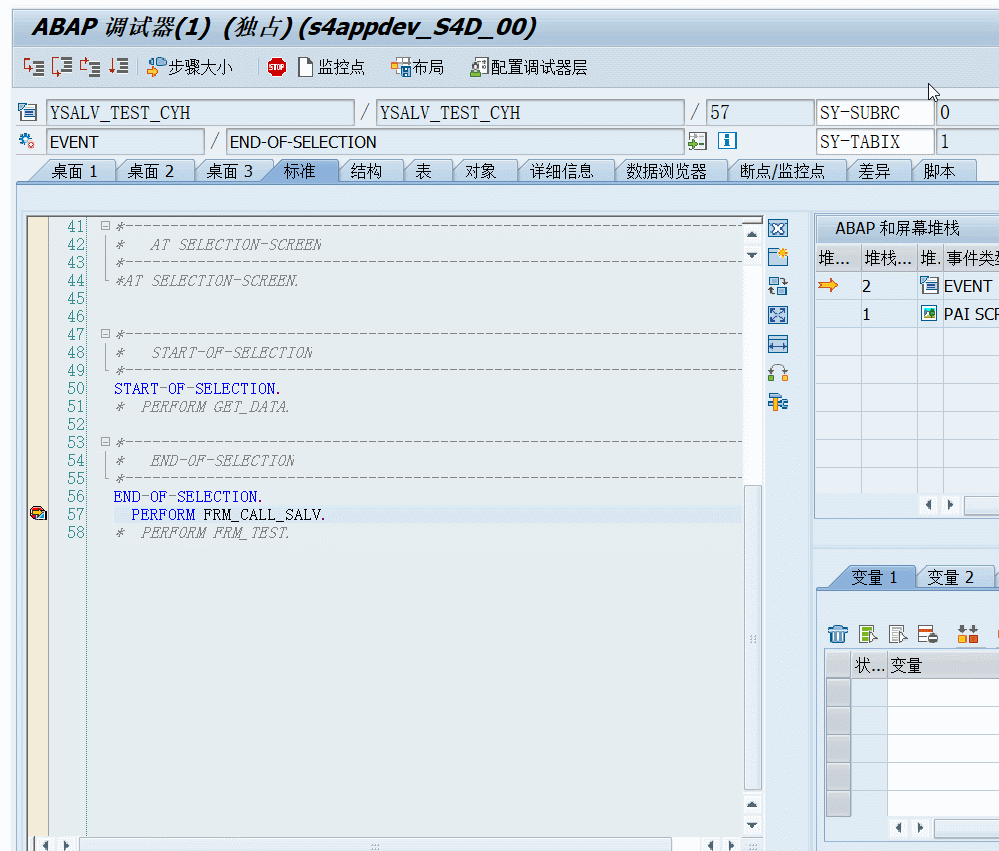 ABAP 调试器(1) (独占)(s4appdev_S4D_00)
步骤大小 STOP 监控点 布局 配置调试器层
YSALV_TEST_CYH / YSALV_TEST_CYH / 57 SY-SUBRC 0
EVENT / END-OF-SELECTION SY-TABIX 1
桌面 1 桌面 2 桌面 3 标准 结构 表 对象 详细信息 数据浏览器 断点/监控点 差异 脚本
ABAP 和屏幕堆栈
堆... 堆栈... 堆. 事件类型
2 EVENT
1 PAI SCR
41 *---------------------------------------------------------------------
42 *   AT SELECTION-SCREEN
43 *---------------------------------------------------------------------
44 *AT SELECTION-SCREEN.
45
46
47 *---------------------------------------------------------------------
48 *   START-OF-SELECTION
49 *---------------------------------------------------------------------
50 START-OF-SELECTION.
51 *  PERFORM GET_DATA.
52
53 *---------------------------------------------------------------------
54 *   END-OF-SELECTION
55 *---------------------------------------------------------------------
56 END-OF-SELECTION.
57   PERFORM FRM_CALL_SALV.
58 *  PERFORM FRM_TEST.
变量 1 变量 2
状... 变量